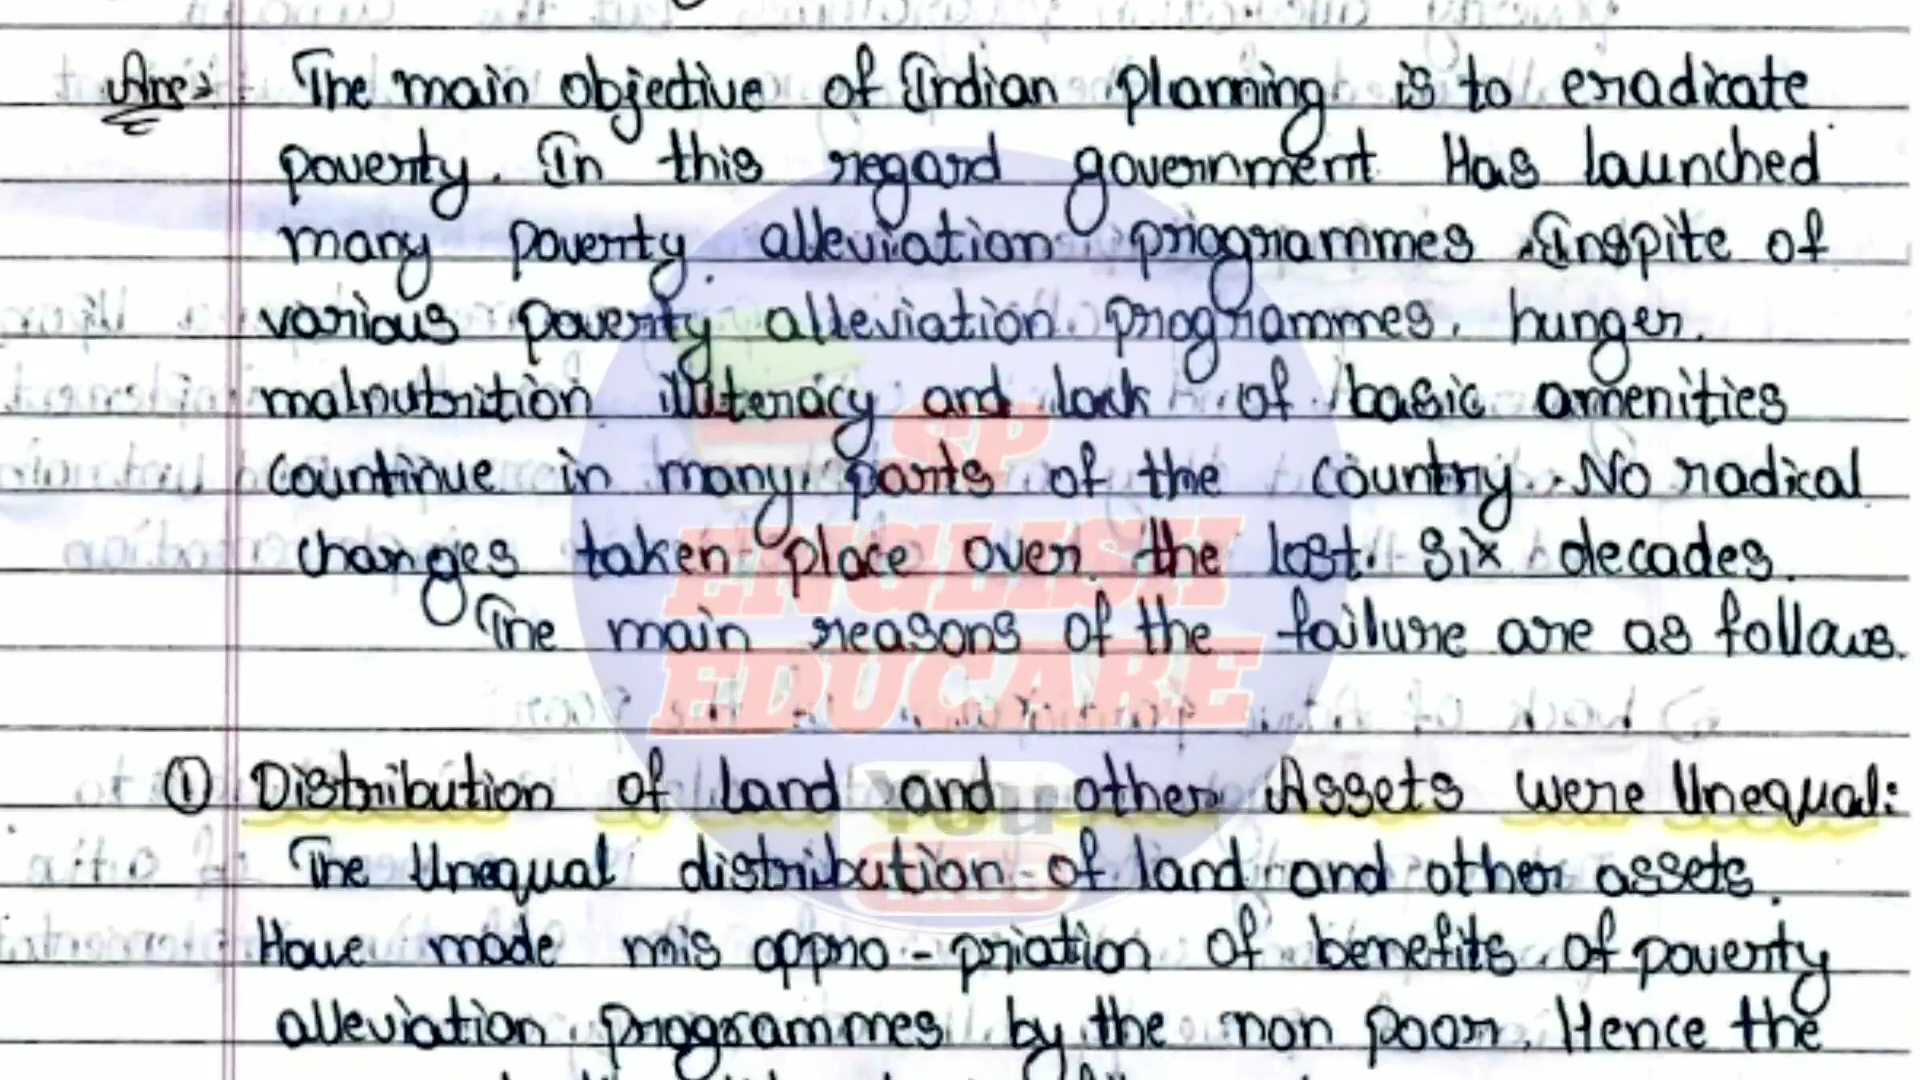 Ans:
The main objective of Indian planning is to eradicate
poverty. In this regard government Has launched
many poverty alleviation programmes. Inspite of
various poverty alleviation programmes, hunger,
malnutrition illiteracy and lack of basic amenities
countinue in many parts of the country. No radical
changes taken place over the last six decades.
The main reasons of the failure are as follows.
① Distribution of land and other Assets were Unequal:
The Unequal distribution of land and other assets
Have made mis appro-priation of benefits of poverty
alleviation programmes by the non poor. Hence the
SP
ENGLISH
EDUCARE
You